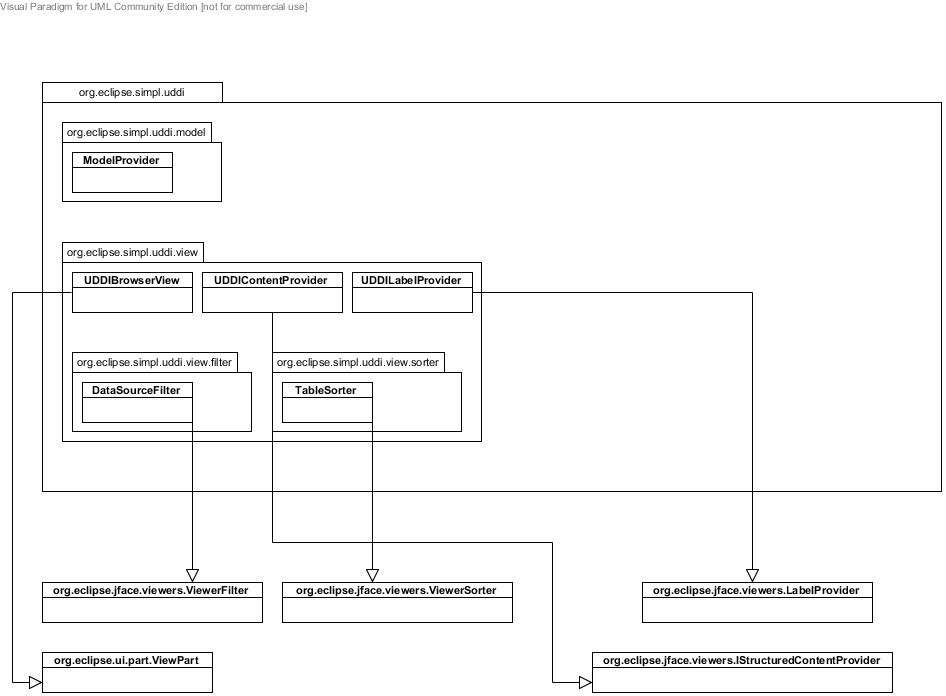 Visual Paradigm for UML Community Edition [not for commercial use]
org.eclipse.simpl.uddi
org.eclipse.simpl.uddi.model
ModelProvider
org.eclipse.simpl.uddi.view
UDDIBrowserView
UDDIContentProvider
UDDILabelProvider
org.eclipse.simpl.uddi.view.filter
org.eclipse.simpl.uddi.view.sorter
DataSourceFilter
TableSorter
org.eclipse.jface.viewers.ViewerFilter
org.eclipse.jface.viewers.ViewerSorter
org.eclipse.jface.viewers.LabelProvider
org.eclipse.ui.part.ViewPart
org.eclipse.jface.viewers.IStructuredContentProvider